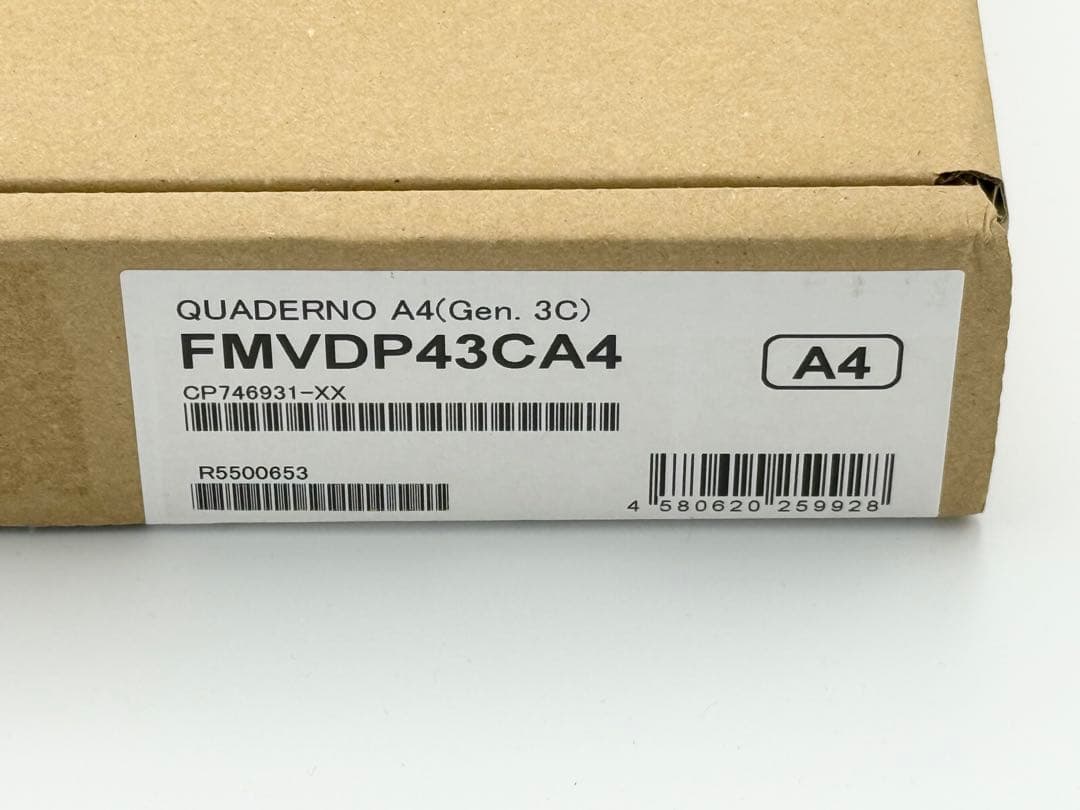 QUADERNO A4(Gen. 3C)
FMVDP43CA4
A4
CP746931-XX
R5500653
4 580620 259928